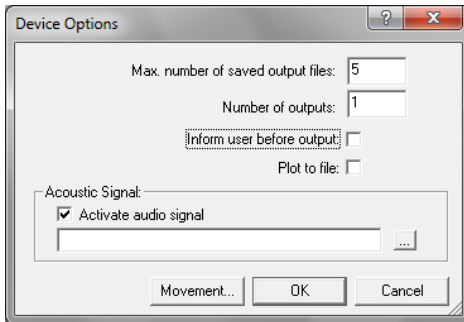 Device Options
?
Max. number of saved output files: 5
Number of outputs: 1
Inform user before output:
Plot to file:
Acoustic Signal:
Activate audio signal
...
Movement... OK Cancel